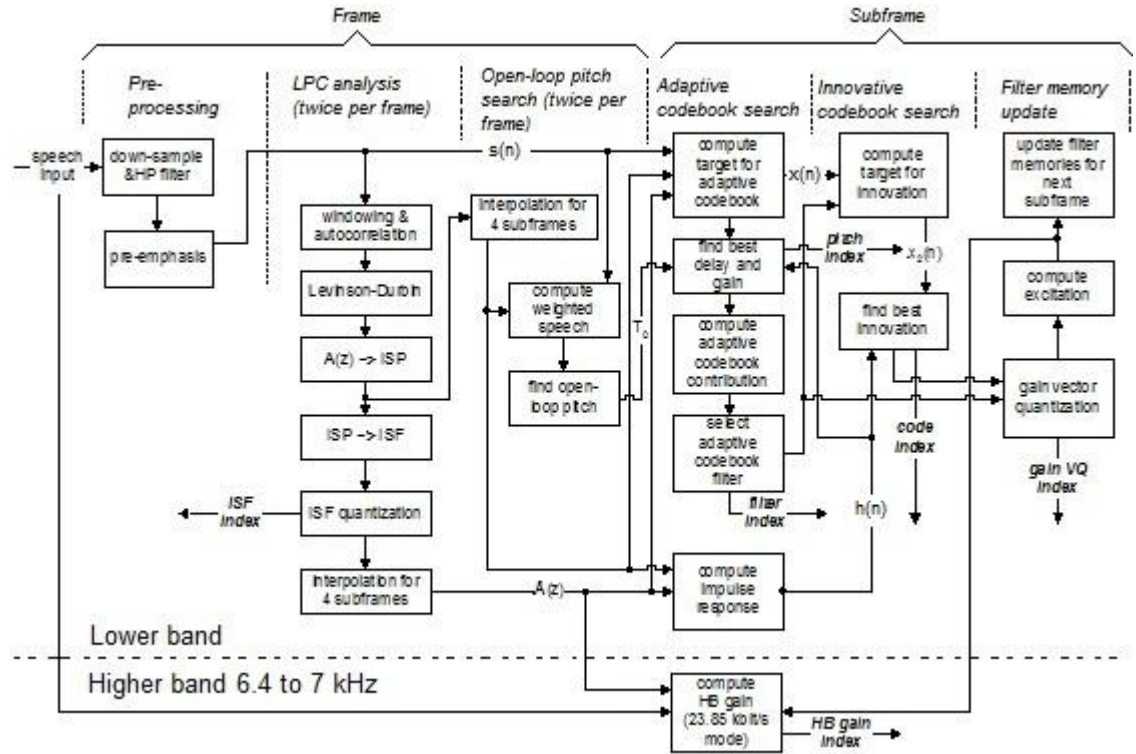 Frame
Subframe
Pre-
processing
LPC analysis
(twice per frame)
Open-loop pitch
search (twice per
frame)
Adaptive
codebook search
Innovative
codebook search
Filter memory
update
speech
input
down-sample
&HP filter
pre-emphasis
s(n)
windowing &
autocorrelation
Levinson-Durbin
A(z) -> ISP
ISP -> ISF
ISF
index
ISF quantization
Interpolation for
4 subframes
Interpolation for
4 subframes
compute
weighted
speech
find open-
loop pitch
T0
A(z)
compute
target for
adaptive
codebook
x(n)
find best
delay and
gain
pitch
index
compute
adaptive
codebook
contribution
select
adaptive
codebook
filter
filter
index
compute
impulse
response
compute
target for
innovation
x2(n)
find best
innovation
code
index
h(n)
update filter
memories for
next
subframe
compute
excitation
gain vector
quantization
gain VQ
index
Lower band
Higher band 6.4 to 7 kHz
compute
HB gain
(23.85 kbit/s
mode)
HB gain
index